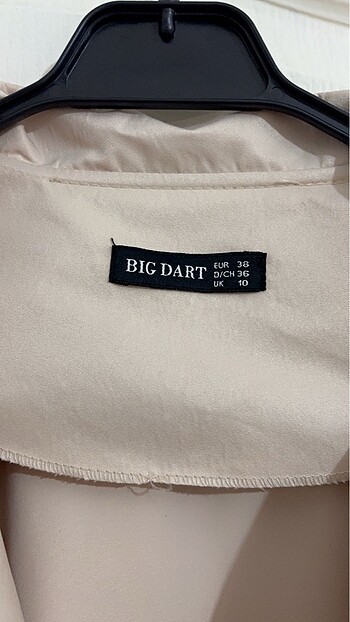 BIG DART
EUR 38
D/CH 36
UK 10